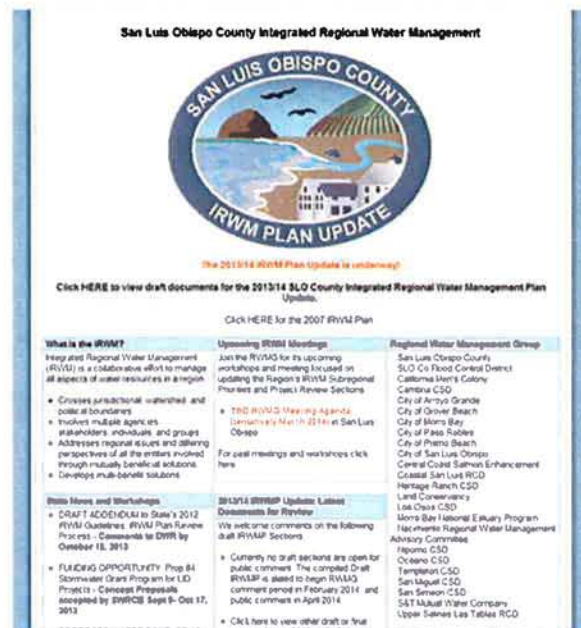 San Luis Obispo County Integrated Regional Water Management
SAN LUIS OBISPO COUNTY
IRWM PLAN UPDATE
The 2013/14 IRWM Plan Update is underway!
Click HERE to view draft documents for the 2013/14 SLO County Integrated Regional Water Management Plan
Update.
Click HERE for the 2007 IRWM Plan
What is the IRWM?
Integrated Regional Water Management
(IRWM) is a collaborative effort to manage
all aspects of water resources in a region
Crosses jurisdictional, watershed, and
political boundaries
Involves multiple agencies,
stakeholders, individuals, and groups
Addresses regional issues and differing
perspectives of all the entities involved
through mutually beneficial solutions
Develops multi-benefit solutions
Upcoming IRWM Meetings
Join the RWMG for its upcoming
workshops and meeting focused on
updating the Region's IRWM Subregional
Priorities and Project Review Sections
TBD RWMG Meeting Agenda
(tentatively March 2014) at San Luis
Obispo
For past meetings and workshops click
here
Regional Water Management Group
San Luis Obispo County
SLO Co Flood Control District
California Men's Colony
Cambria CSD
City of Arroyo Grande
City of Grover Beach
City of Morro Bay
City of Paso Robles
City of Pismo Beach
City of San Luis Obispo
Central Coast Salmon Enhancement
Coastal San Luis RCD
Heritage Ranch CSD
Land Conservancy
Los Osos CSD
Morro Bay National Estuary Program
Nacimiento Regional Water Management
Advisory Committee
Nipomo CSD
Oceano CSD
Templeton CSD
San Miguel CSD
San Simeon CSD
S&T Mutual Water Company
Upper Salinas Las Tablas RCD
State News and Workshops
DRAFT ADDENDUM to State's 2012
IRWM Guidelines: IRWM Plan Review
Process - Comments to DWR by
October 15, 2013
FUNDING OPPORTUNITY: Prop 84
Stormwater Grant Program for LID
Projects - Concept Proposals
accepted by SWRCB Sept 9- Oct 17,
2013
2013/14 IRWMP Update: Latest
Documents for Review
We welcome comments on the following
draft IRWMP Sections
Currently no draft sections are open for
public comment. The compiled Draft
IRWMP is slated to begin RWMG
comment period in February 2014 and
public comment in April 2014
Click here to view other draft or final